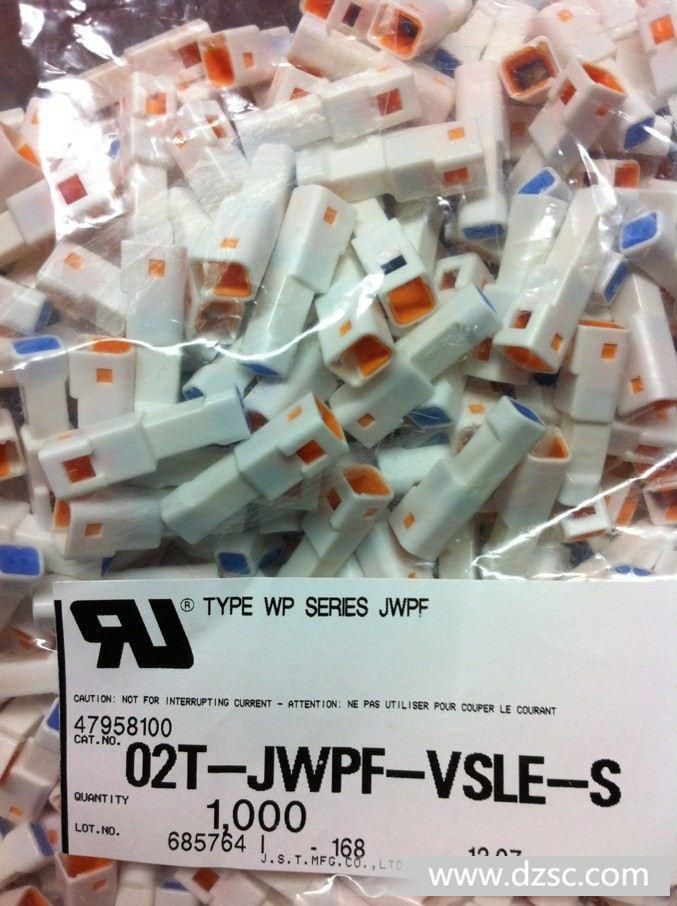 RU® TYPE WP SERIES JWPF
CAUTION: NOT FOR INTERRUPTING CURRENT - ATTENTION: NE PAS UTILISER POUR COUPER LE COURANT
47958100
CAT.NO. 02T-JWPF-VSLE-S
QUANTITY 1,000
LOT.NO. 685764 - 168
J.S.T.MFG.CO.,LTD.
www.dzsc.com